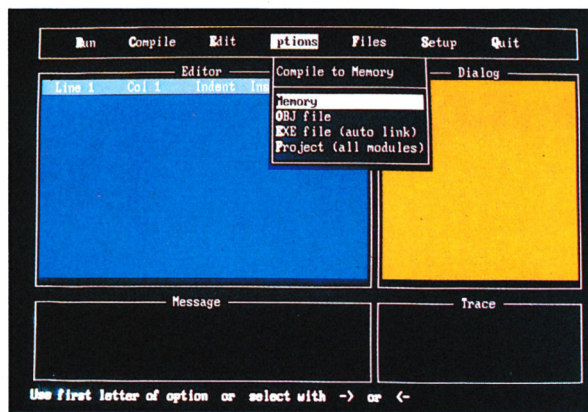 Run Compile Edit ptions Files Setup Quit
Editor
Line 1 Col 1 Indent Ins
Compile to Memory
Memory
OBJ file
EXE file (auto link)
Project (all modules)
Dialog
Message
Trace
Use first letter of option or select with -> or <-